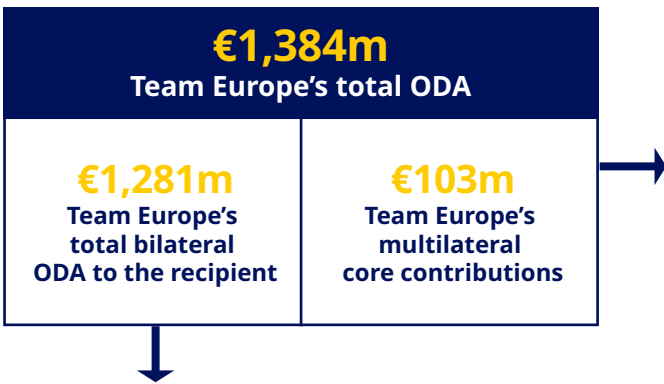 €1,384m
Team Europe’s total ODA
€1,281m
Team Europe’s
total bilateral
ODA to the recipient
€103m
Team Europe’s
multilateral
core contributions